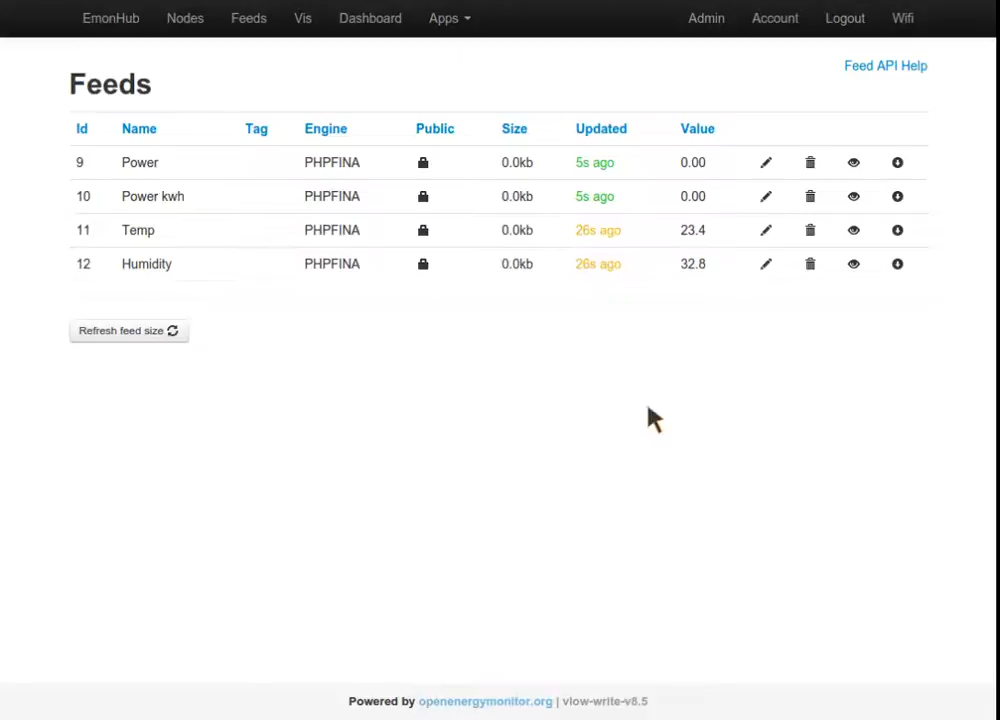 EmonHub Nodes Feeds Vis Dashboard Apps Admin Account Logout Wifi
Feed API Help
Feeds
Id Name Tag Engine Public Size Updated Value
9 Power PHPFINA 0.0kb 5s ago 0.00
10 Power kwh PHPFINA 0.0kb 5s ago 0.00
11 Temp PHPFINA 0.0kb 26s ago 23.4
12 Humidity PHPFINA 0.0kb 26s ago 32.8
Refresh feed size
Powered by openenergymonitor.org | vlow-write-v8.5